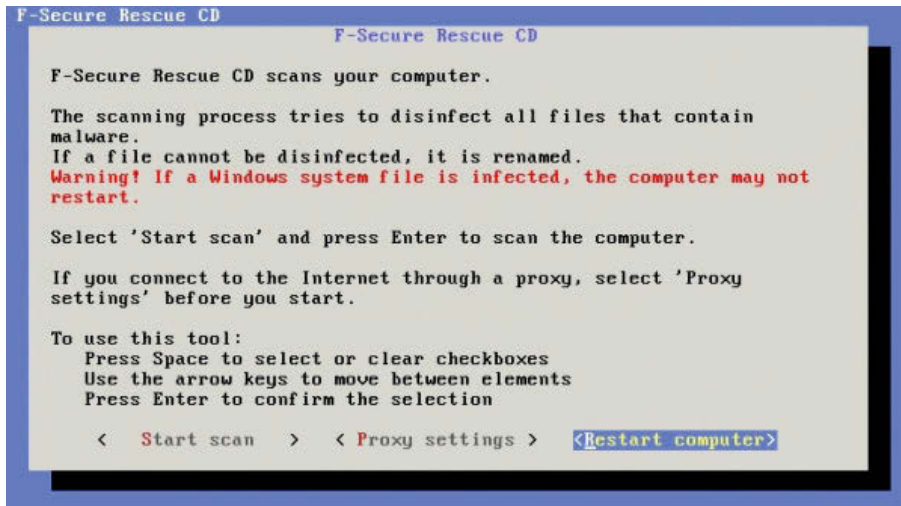 F-Secure Rescue CD
F-Secure Rescue CD
F-Secure Rescue CD scans your computer.
The scanning process tries to disinfect all files that contain
malware.
If a file cannot be disinfected, it is renamed.
Warning! If a Windows system file is infected, the computer may not
restart.
Select 'Start scan' and press Enter to scan the computer.
If you connect to the Internet through a proxy, select 'Proxy
settings' before you start.
To use this tool:
Press Space to select or clear checkboxes
Use the arrow keys to move between elements
Press Enter to confirm the selection
< Start scan > < Proxy settings > <Restart computer>